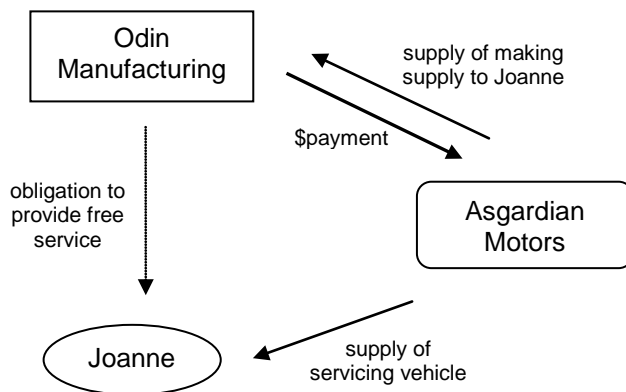 Odin
Manufacturing
supply of making
supply to Joanne
$payment
obligation to
provide free
service
Asgardian
Motors
Joanne
supply of
servicing vehicle